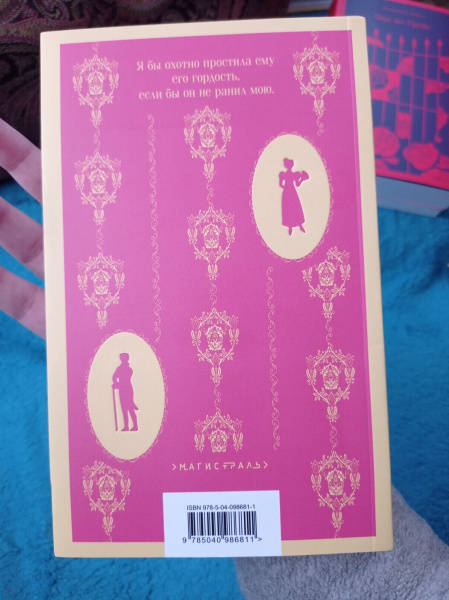 Я бы охотно простила ему
его гордость,
если бы он не ранил мою.
МАГИСТРАЛЬ
ISBN 978-5-04-098681-1
9 785040 986811 >